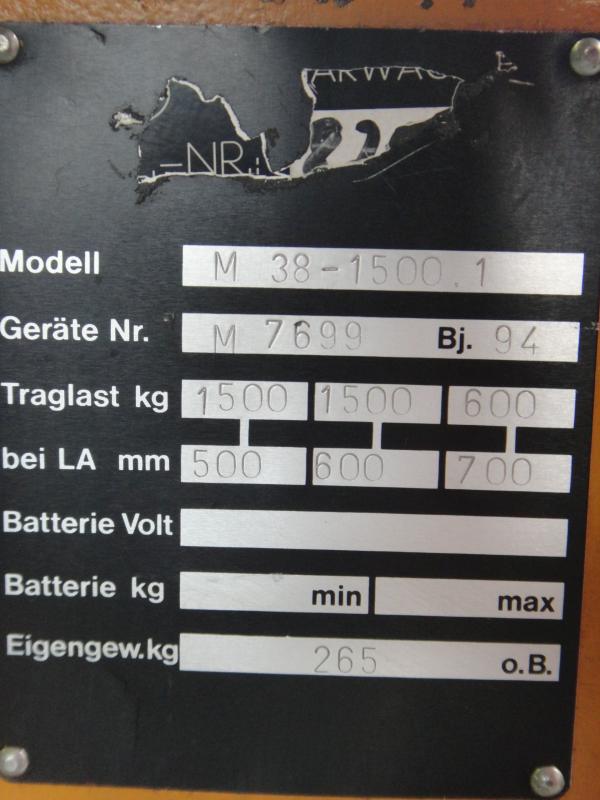 -NR.:
Modell M 38-1500.1
Geräte Nr. M 7699 Bj. 94
Traglast kg 1500 1500 600
bei LA mm 500 600 700
Batterie Volt
Batterie kg min max
Eigengew.kg 265 o.B.